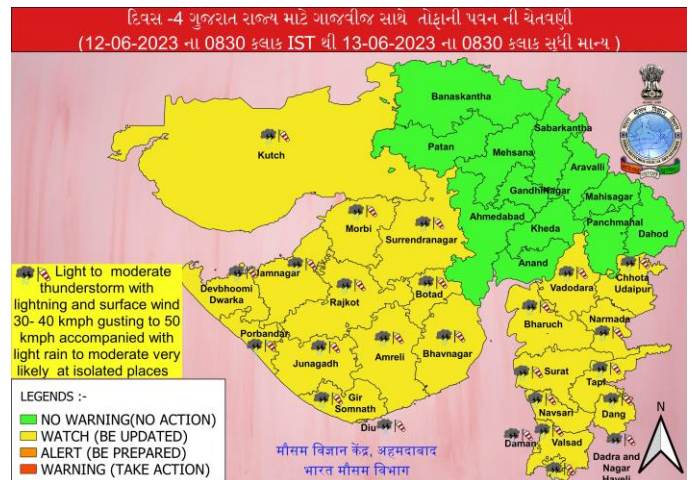 દિવસ -4 ગુજરાત રાજ્ય માટે ગાજવીજ સાથે તોફાની પવન ની ચેતવણી
(12-06-2023 ના 0830 કલાક IST થી 13-06-2023 ના 0830 કલાક સુધી માન્ય )
Banaskantha
Kutch
Patan
Mehsana
Sabarkantha
Aravalli
GandhiNagar
Mahisagar
Morbi
Surrendranagar
Ahmedabad
Kheda
Panchmahal
Dahod
Anand
Jamnagar
Devbhoomi
Dwarka
Rajkot
Botad
Vadodara
Chhota
Udaipur
Porbandar
Junagadh
Amreli
Bhavnagar
Bharuch
Narmada
Gir
Somnath
Diu
Surat
Tapi
Navsari
Dang
Daman
Valsad
Dadra and
Nagar
Haveli
N
Light to moderate
thunderstorm with
lightning and surface wind
30- 40 kmph gusting to 50
kmph accompanied with
light rain to moderate very
likely at isolated places
LEGENDS :-
NO WARNING(NO ACTION)
WATCH (BE UPDATED)
ALERT (BE PREPARED)
WARNING (TAKE ACTION)
मौसम विज्ञान केंद्र, अहमदाबाद
भारत मौसम विभाग